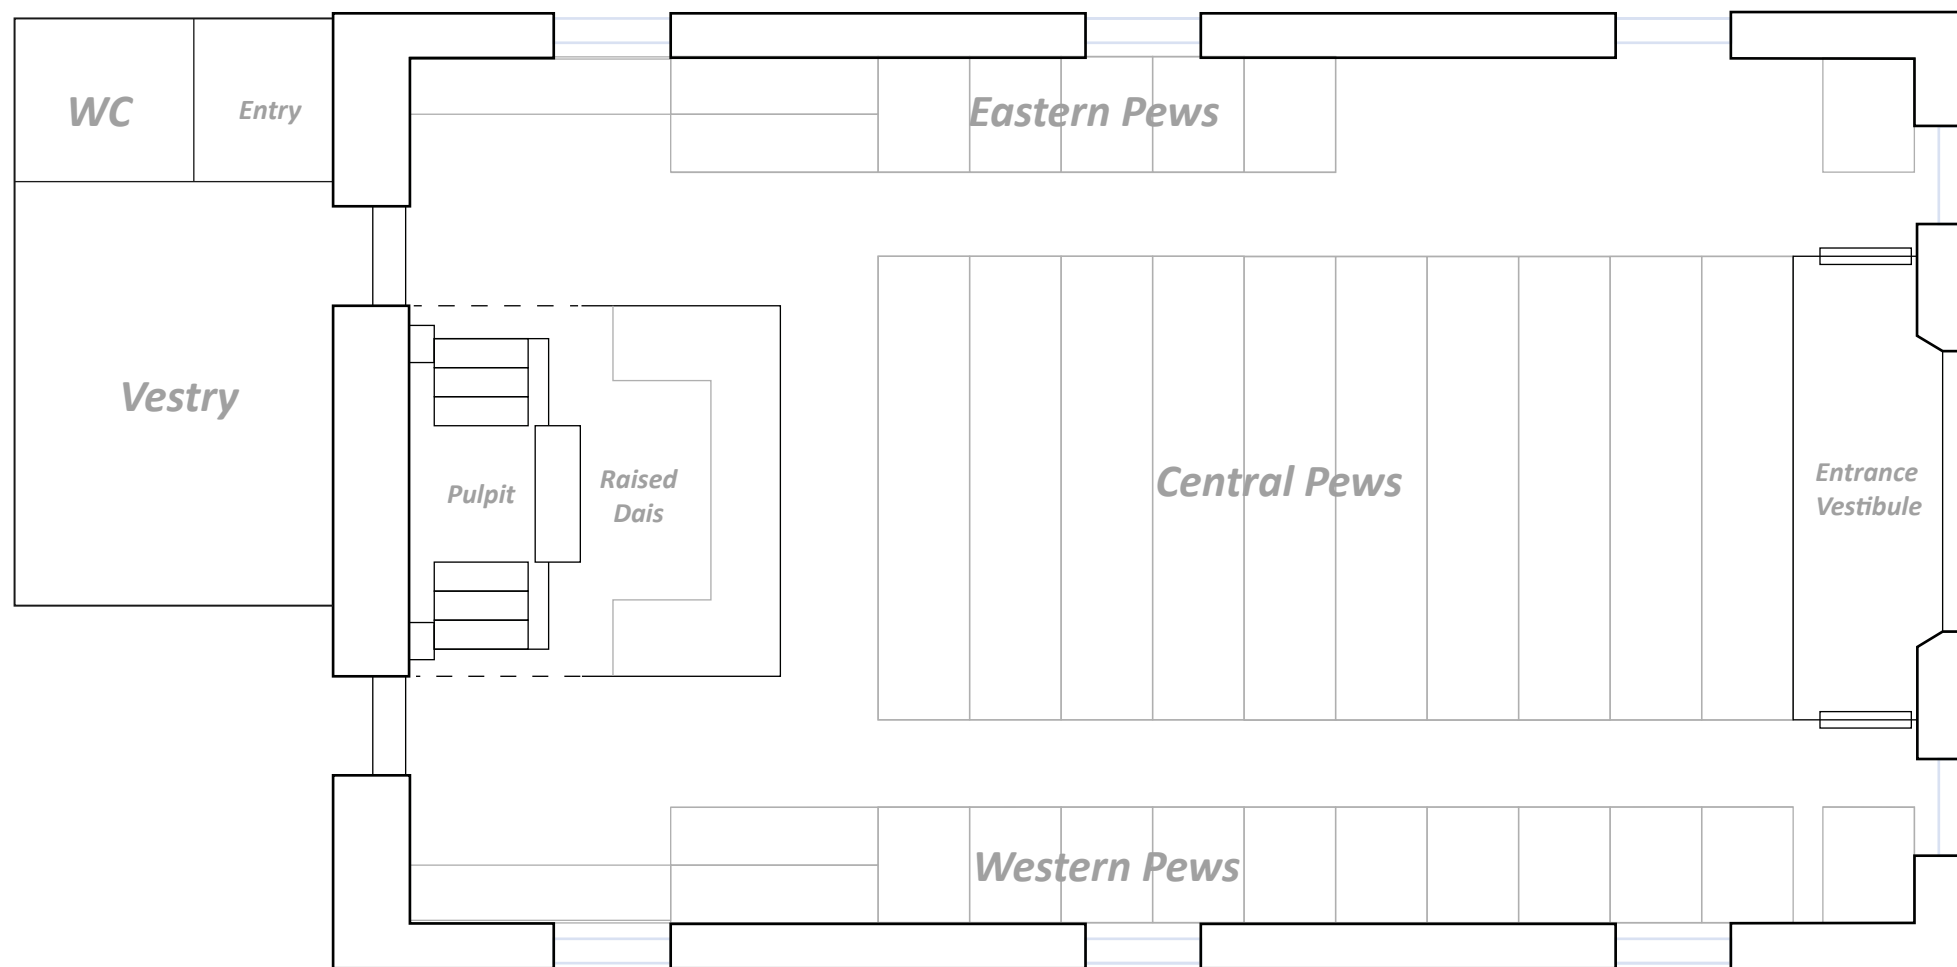 WC
Entry
Eastern Pews
Vestry
Pulpit
Raised
Dais
Central Pews
Entrance
Vestibule
Western Pews